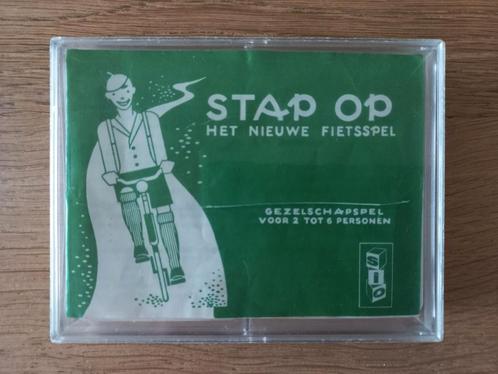 STAP OP
HET NIEUWE FIETSSPEL
GEZELSCHAPSPEL
VOOR 2 TOT 6 PERSONEN
SIO